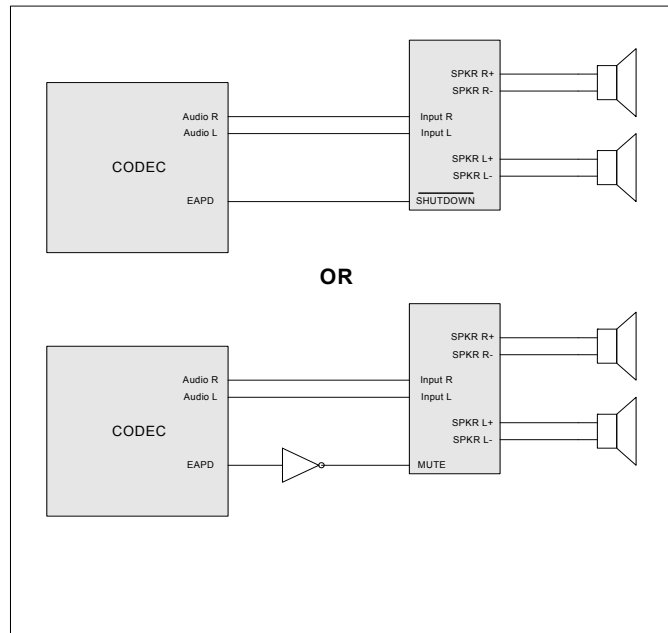 SPKR R+
SPKR R-
Audio R
Input R
Audio L
Input L
CODEC
SPKR L+
SPKR L-
EAPD
SHUTDOWN
OR
SPKR R+
SPKR R-
Audio R
Input R
Audio L
Input L
CODEC
SPKR L+
SPKR L-
EAPD
MUTE